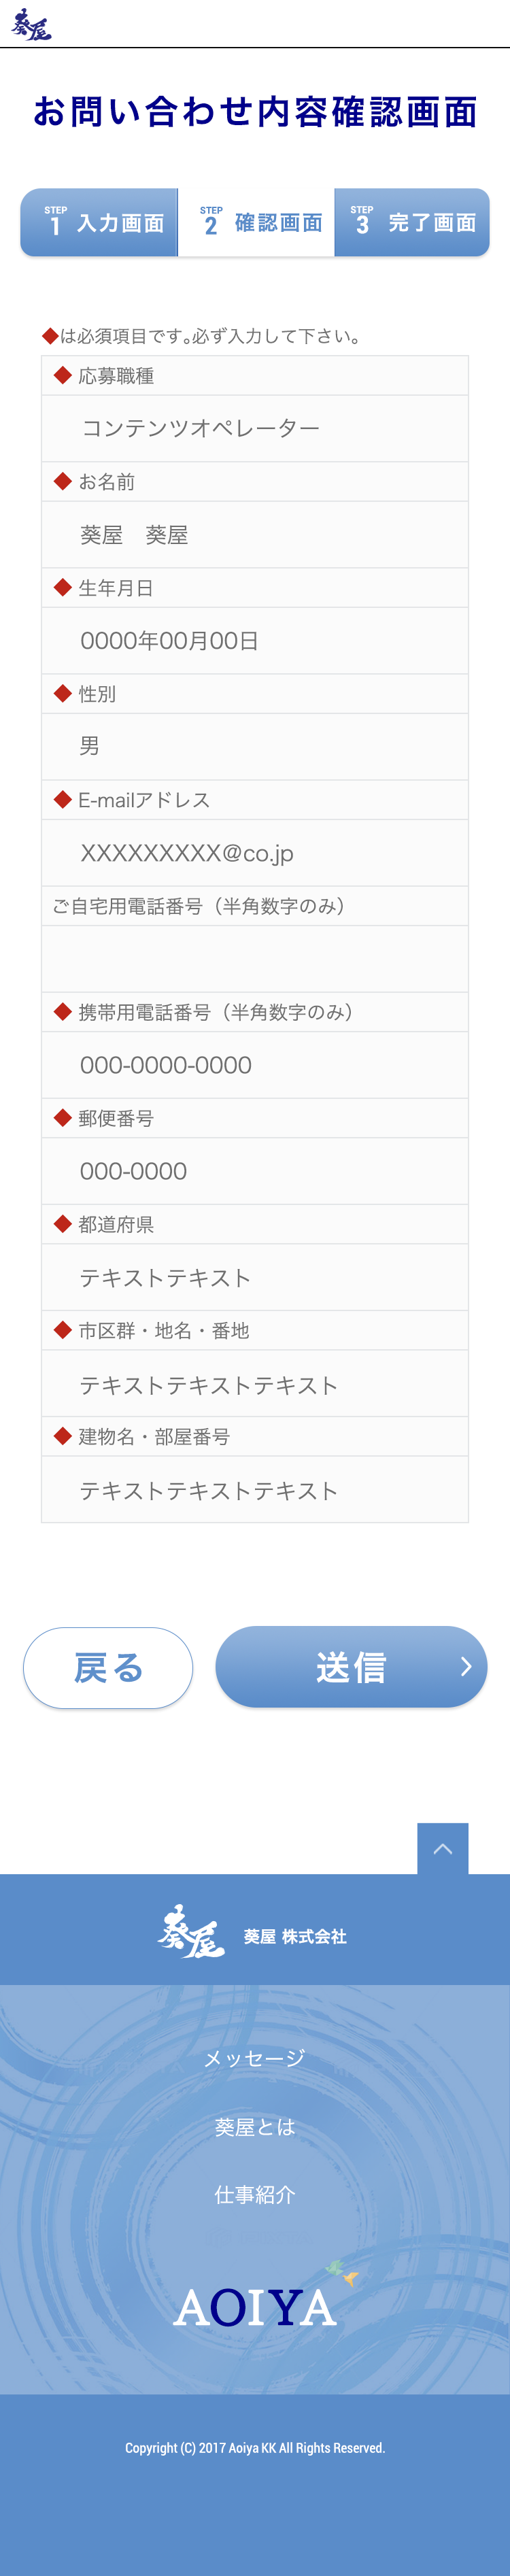 葵屋
お問い合わせ内容確認画面
STEP 1 入力画面
STEP 2 確認画面
STEP 3 完了画面
◆は必須項目です。必ず入力して下さい。
◆ 応募職種
コンテンツオペレーター
◆ お名前
葵屋　葵屋
◆ 生年月日
0000年00月00日
◆ 性別
男
◆ E-mailアドレス
XXXXXXXXX@co.jp
ご自宅用電話番号（半角数字のみ）
◆ 携帯用電話番号（半角数字のみ）
000-0000-0000
◆ 郵便番号
000-0000
◆ 都道府県
テキストテキスト
◆ 市区群・地名・番地
テキストテキストテキスト
◆ 建物名・部屋番号
テキストテキストテキスト
戻る
送信
葵屋 葵屋 株式会社
メッセージ
葵屋とは
仕事紹介
AOIYA
Copyright (C) 2017 Aoiya KK All Rights Reserved.